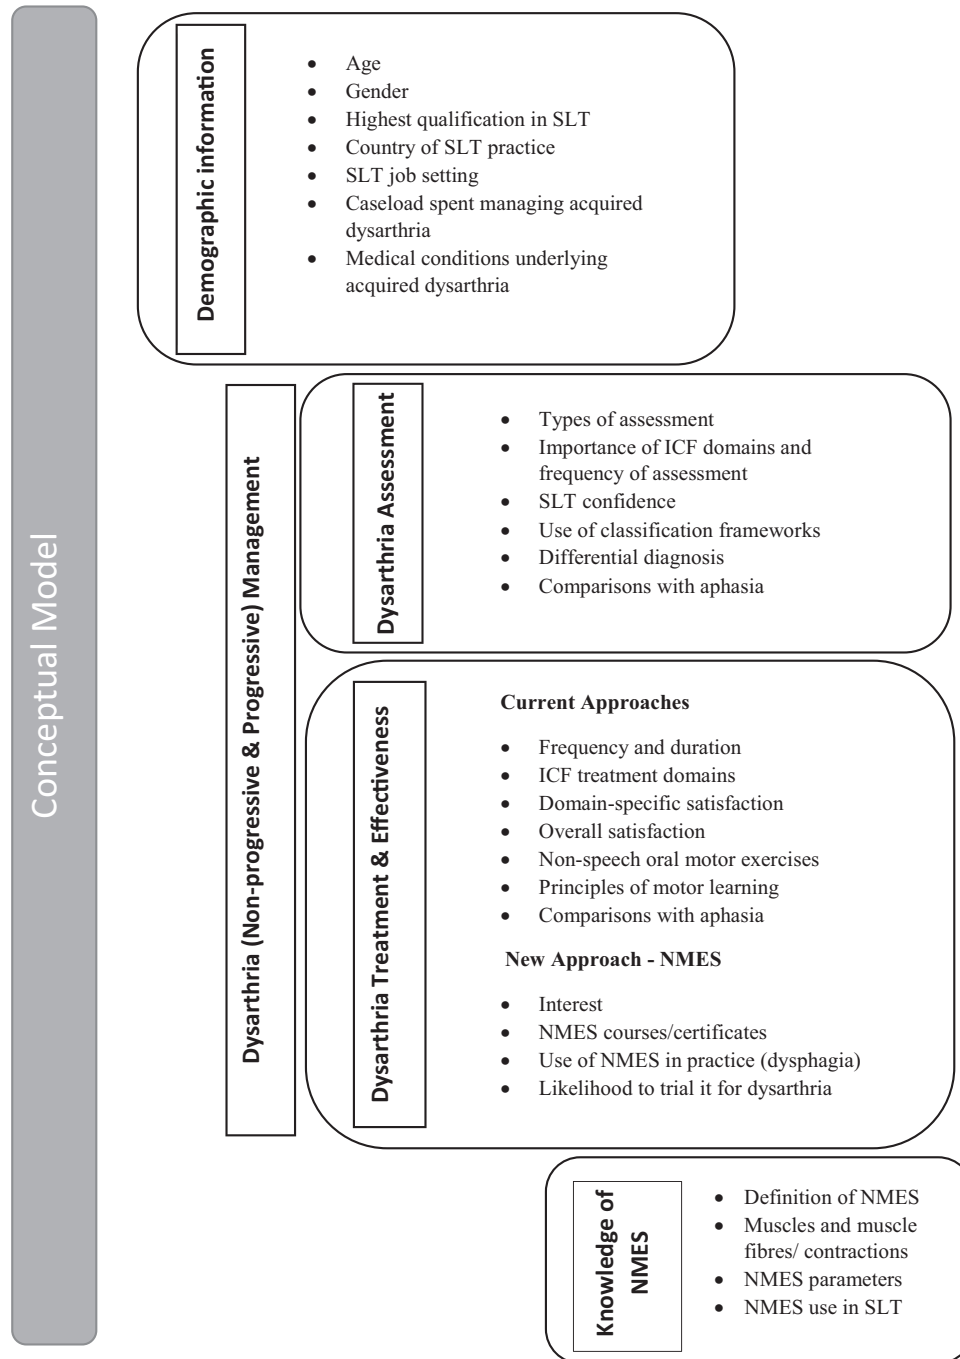 Conceptual Model
Demographic information
• Age
• Gender
• Highest qualification in SLT
• Country of SLT practice
• SLT job setting
• Caseload spent managing acquired
dysarthria
• Medical conditions underlying
acquired dysarthria
Dysarthria (Non-progressive & Progressive) Management
Dysarthria Assessment
• Types of assessment
• Importance of ICF domains and
frequency of assessment
• SLT confidence
• Use of classification frameworks
• Differential diagnosis
• Comparisons with aphasia
Dysarthria Treatment & Effectiveness
Current Approaches
• Frequency and duration
• ICF treatment domains
• Domain-specific satisfaction
• Overall satisfaction
• Non-speech oral motor exercises
• Principles of motor learning
• Comparisons with aphasia
New Approach - NMES
• Interest
• NMES courses/certificates
• Use of NMES in practice (dysphagia)
• Likelihood to trial it for dysarthria
Knowledge of
NMES
• Definition of NMES
• Muscles and muscle
fibres/ contractions
• NMES parameters
• NMES use in SLT